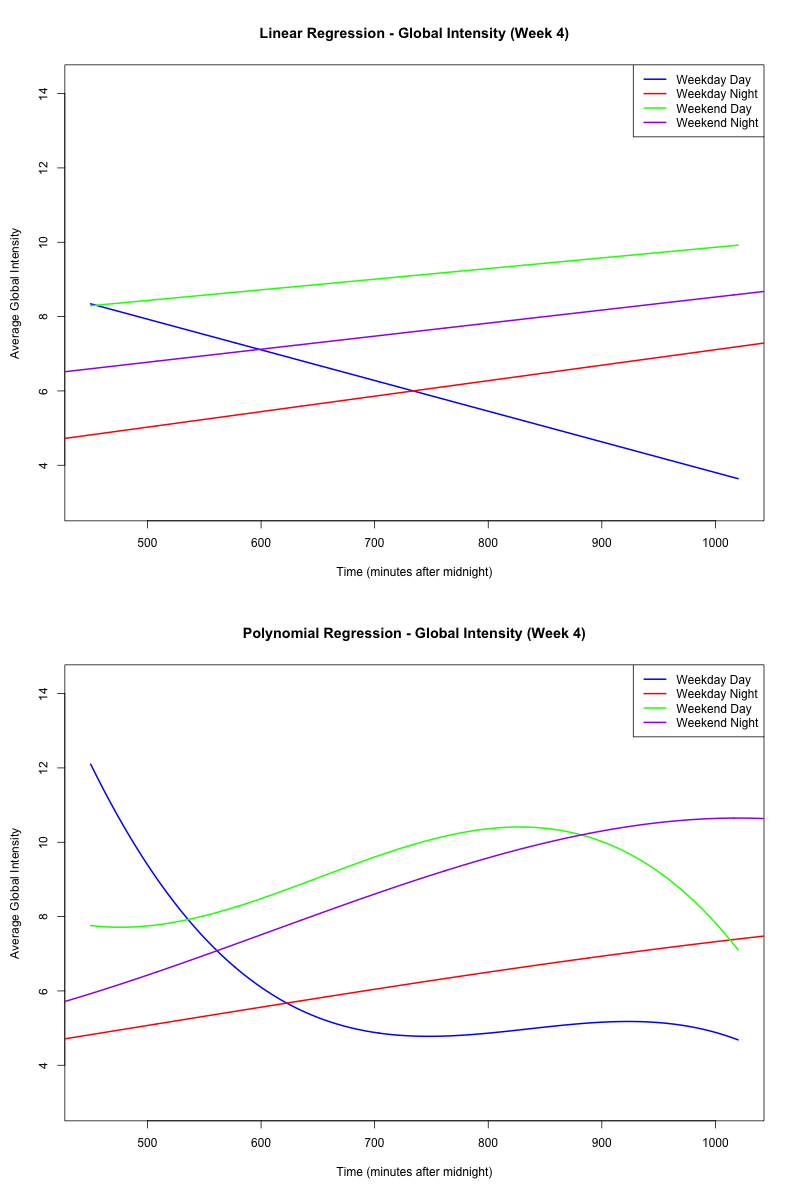 Linear Regression - Global Intensity (Week 4)
Weekday Day
Weekday Night
Weekend Day
Weekend Night
14
12
10
8
6
4
Average Global Intensity
500 600 700 800 900 1000
Time (minutes after midnight)
Polynomial Regression - Global Intensity (Week 4)
Weekday Day
Weekday Night
Weekend Day
Weekend Night
14
12
10
8
6
4
Average Global Intensity
500 600 700 800 900 1000
Time (minutes after midnight)